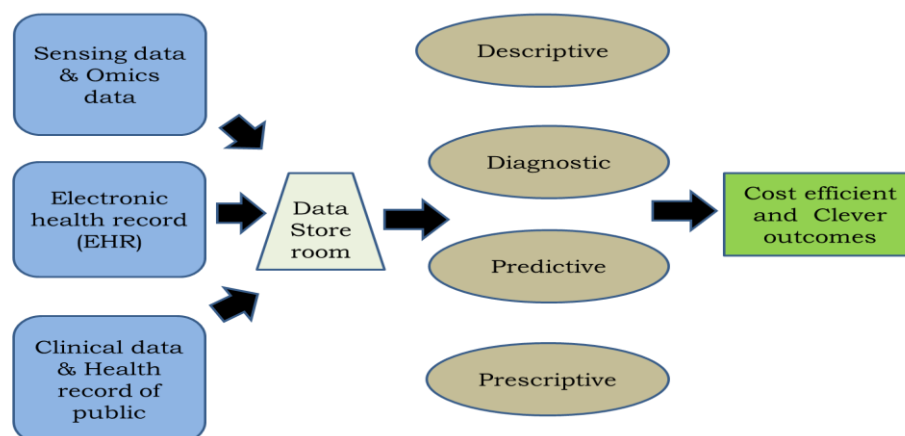 Sensing data
& Omics
data
Electronic
health record
(EHR)
Clinical data
& Health
record of
public
Data
Store
room
Descriptive
Diagnostic
Predictive
Prescriptive
Cost efficient
and Clever
outcomes